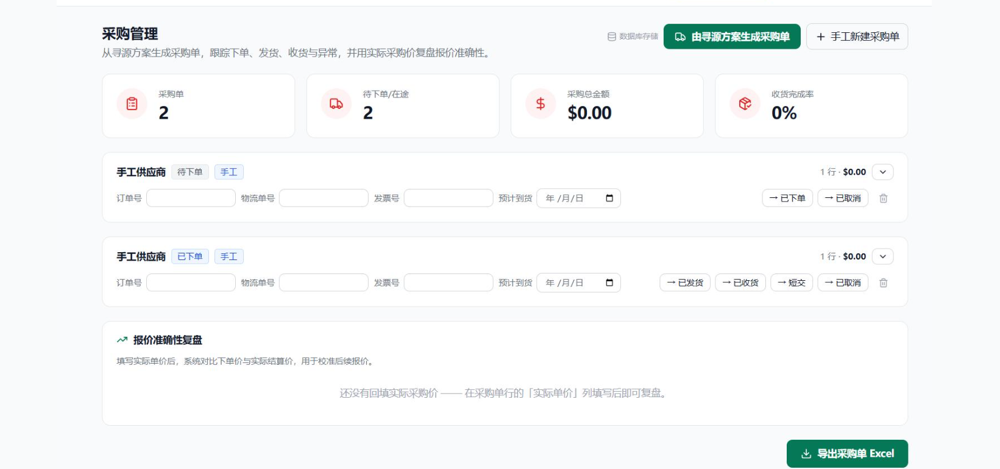 采购管理
从寻源方案生成采购单，跟踪下单、发货、收货与异常，并用实际采购价复盘报价准确性。
数据库存储
由寻源方案生成采购单
+ 手工新建采购单
采购单
2
待下单/在途
2
采购总金额
$0.00
收货完成率
0%
手工供应商 待下单 手工 1 行 · $0.00
订单号 物流单号 发票号 预计到货 年 /月/日 → 已下单 → 已取消
手工供应商 已下单 手工 1 行 · $0.00
订单号 物流单号 发票号 预计到货 年 /月/日 → 已发货 → 已收货 → 短交 → 已取消
报价准确性复盘
填写实际单价后，系统对比下单价与实际结算价，用于校准后续报价。
还没有回填实际采购价 —— 在采购单行的「实际单价」列填写后即可复盘。
导出采购单 Excel